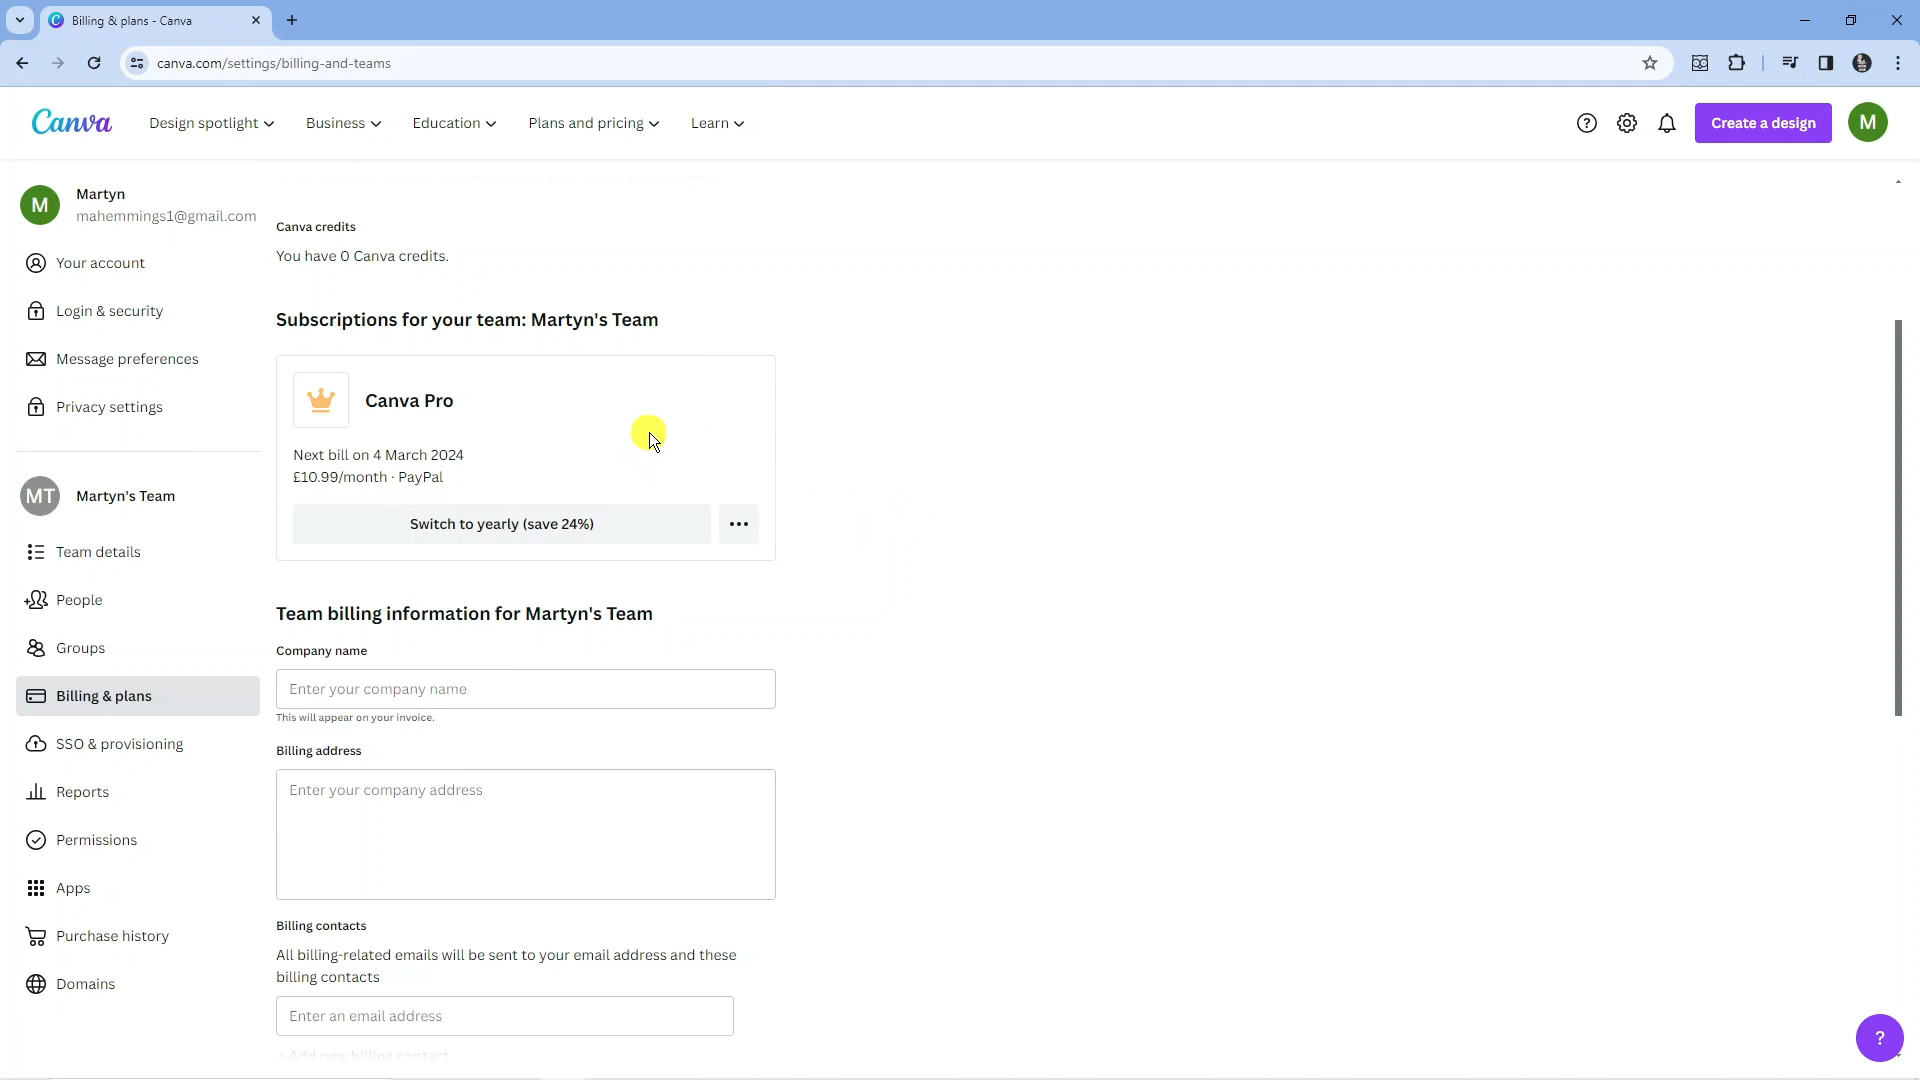 Billing & plans - Canva
canva.com/settings/billing-and-teams
Canva
Design spotlight
Business
Education
Plans and pricing
Learn
Create a design
M
M
Martyn
mahemmings1@gmail.com
Your account
Login & security
Message preferences
Privacy settings
MT
Martyn's Team
Team details
People
Groups
Billing & plans
SSO & provisioning
Reports
Permissions
Apps
Purchase history
Domains
Canva credits
You have 0 Canva credits.
Subscriptions for your team: Martyn's Team
Canva Pro
Next bill on 4 March 2024
£10.99/month · PayPal
Switch to yearly (save 24%)
Team billing information for Martyn's Team
Company name
Enter your company name
This will appear on your invoice.
Billing address
Enter your company address
Billing contacts
All billing-related emails will be sent to your email address and these
billing contacts
Enter an email address
+ Add new billing contact
?